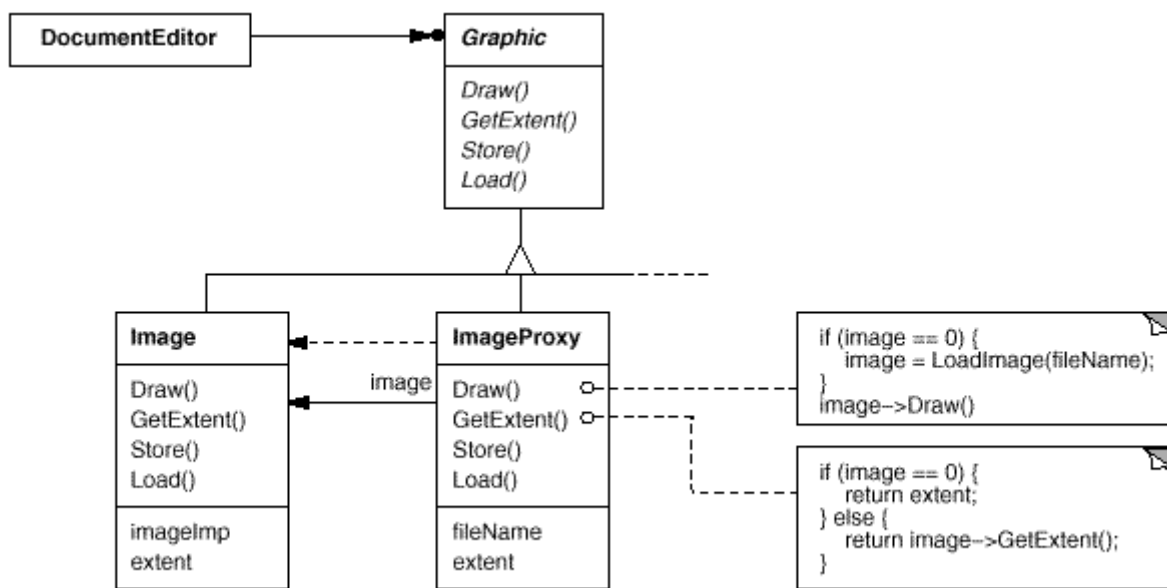 DocumentEditor
Graphic
Draw()
GetExtent()
Store()
Load()
Image
Draw()
GetExtent()
Store()
Load()
imageImp
extent
image
ImageProxy
Draw()
GetExtent()
Store()
Load()
fileName
extent
if (image == 0) {
image = LoadImage(fileName);
}
image->Draw()
if (image == 0) {
return extent;
} else {
return image->GetExtent();
}